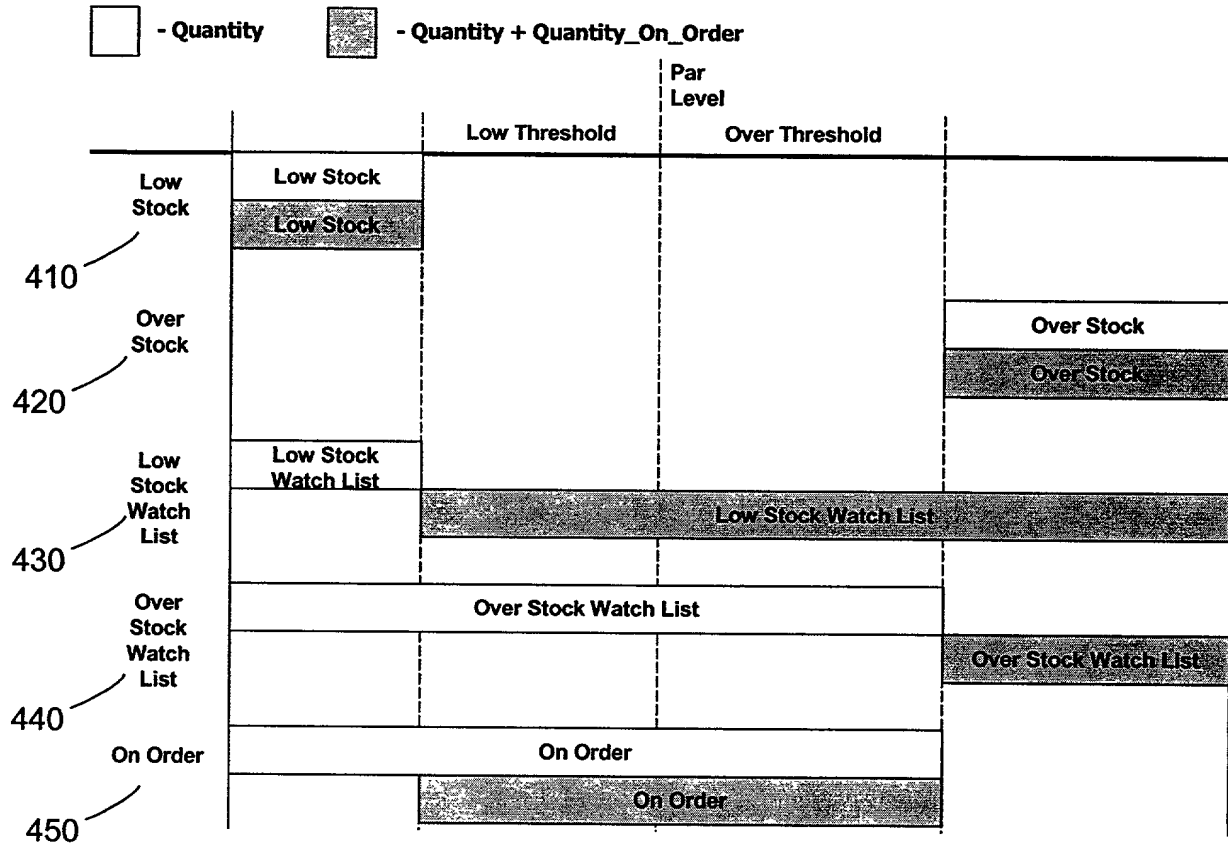 - Quantity
- Quantity + Quantity_On_Order
Par
Level
Low Threshold
Over Threshold
Low
Stock
Low Stock
Low Stock
410
Over
Stock
Over Stock
Over Stock
420
Low
Stock
Watch
List
Low Stock
Watch List
Low Stock Watch List
430
Over
Stock
Watch
List
Over Stock Watch List
Over Stock Watch List
440
On Order
On Order
On Order
450